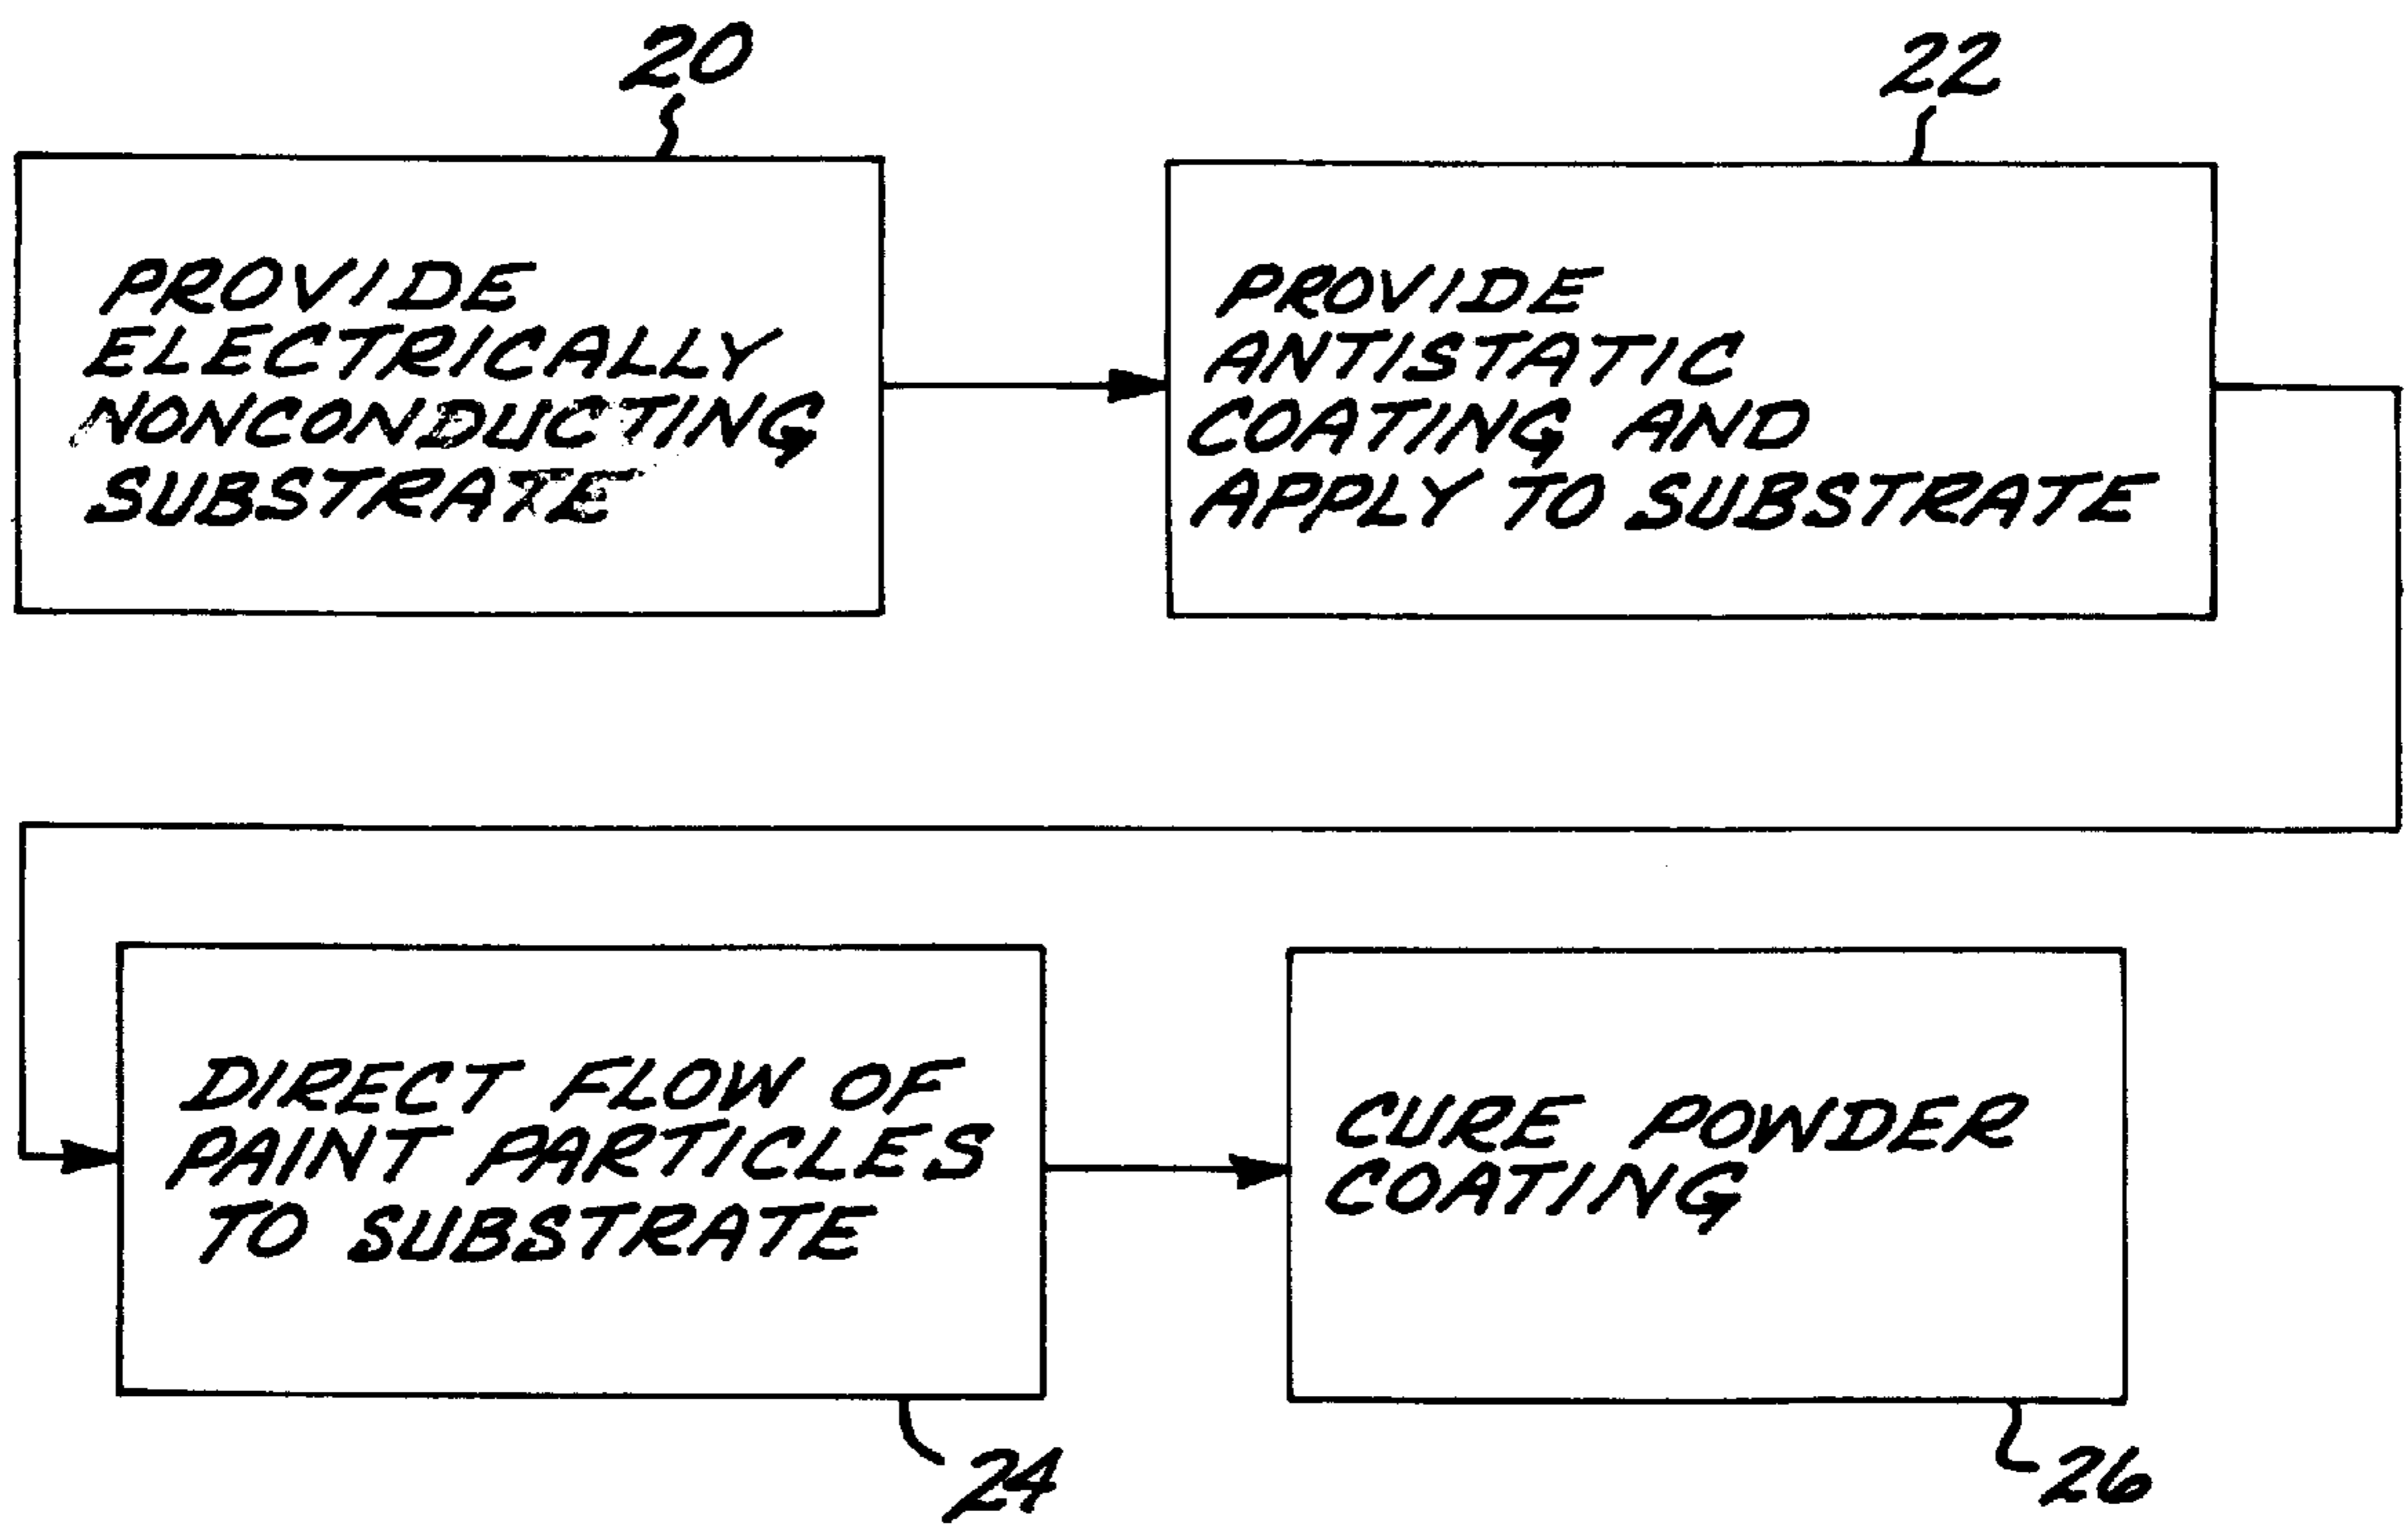 20
PROVIDE
ELECTRICALLY
NONCONDUCTING
SUBSTRATE
22
PROVIDE
ANTISTATIC
COATING AND
APPLY TO SUBSTRATE
DIRECT FLOW OF
PAINT PARTICLES
TO SUBSTRATE
24
CURE POWDER
COATING
26